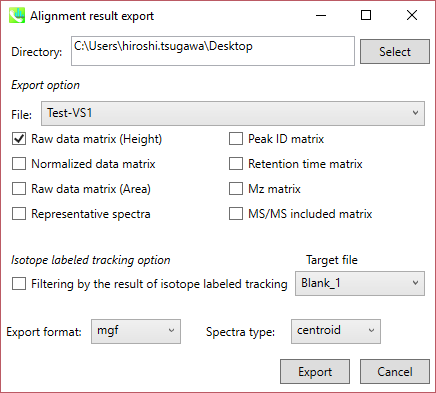 Alignment result export
Directory: C:\Users\hiroshi.tsugawa\Desktop Select
Export option
File: Test-VS1
Raw data matrix (Height) Peak ID matrix
Normalized data matrix Retention time matrix
Raw data matrix (Area) Mz matrix
Representative spectra MS/MS included matrix
Isotope labeled tracking option Target file
Filtering by the result of isotope labeled tracking Blank_1
Export format: mgf Spectra type: centroid
Export Cancel